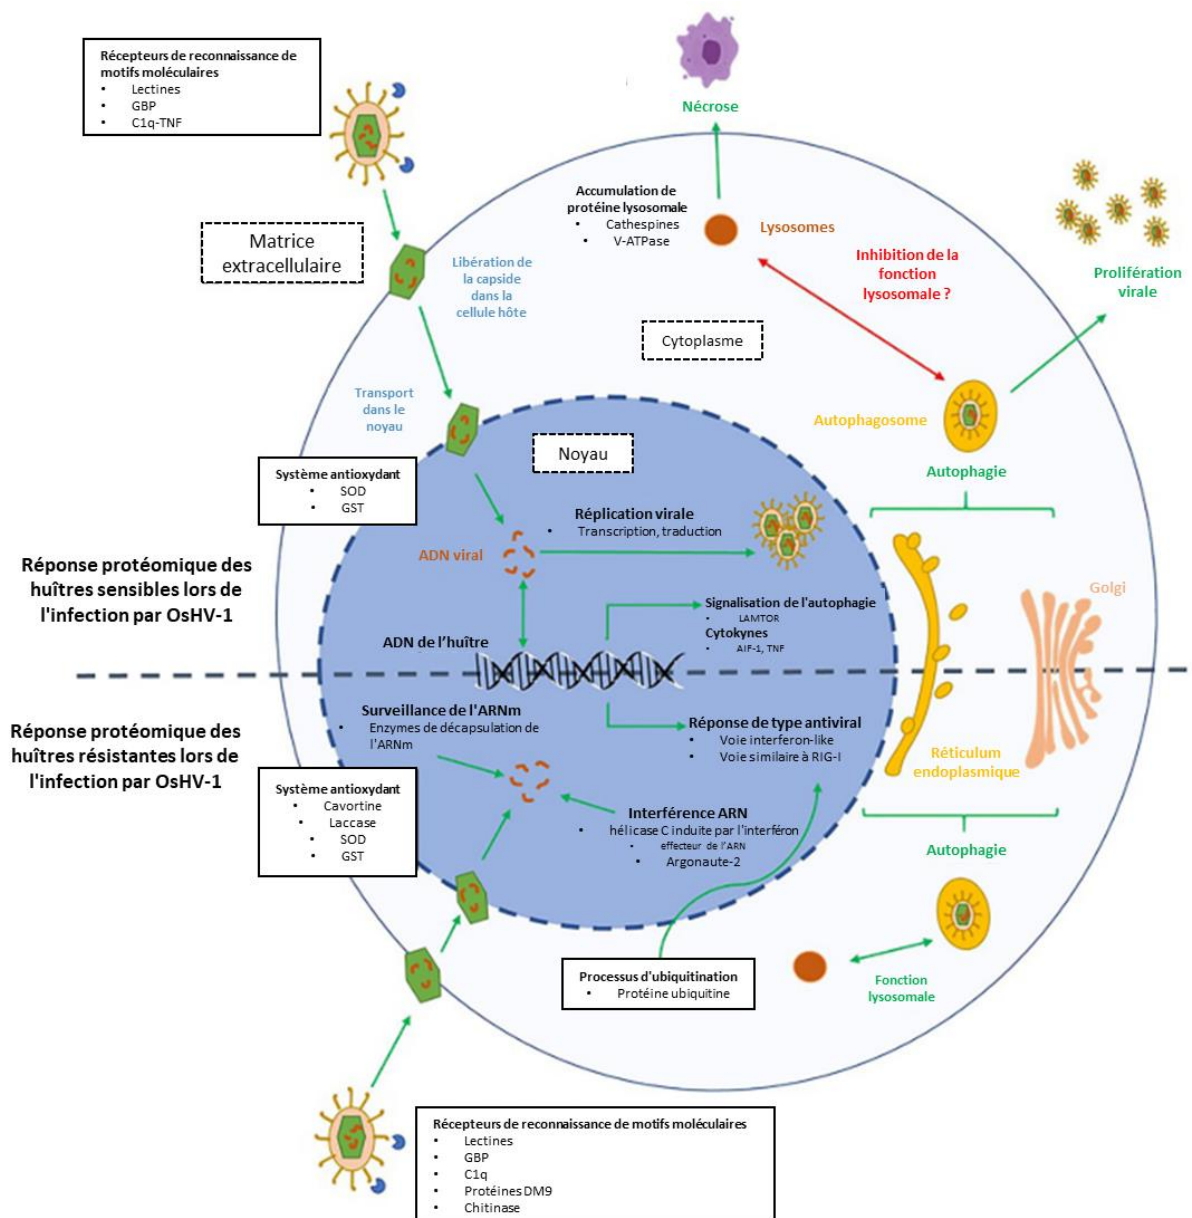 Récepteurs de reconnaissance de
motifs moléculaires
• Lectines
• GBP
• C1q-TNF
Nécrose
Accumulation de
protéine lysosomale
• Cathespines
• V-ATPase
Lysosomes
Matrice
extracellulaire
Libération de
la capside
dans la
cellule hôte
Inhibition de la
fonction
lysosomale ?
Prolifération
virale
Cytoplasme
Transport
dans le
noyau
Autophagosome
Noyau
Autophagie
Système antioxydant
• SOD
• GST
Réplication virale
• Transcription, traduction
ADN viral
Réponse protéomique des
huîtres sensibles lors de
l'infection par OsHV-1
Golgi
Signalisation de l'autophagie
• LAMTOR
Cytokynes
• AIF-1, TNF
ADN de l’huître
Réponse protéomique des
huîtres résistantes lors de
l'infection par OsHV-1
Surveillance de l'ARNm
• Enzymes de décapsulation de
l’ARNm
Réponse de type antiviral
• Voie interferon-like
• Voie similaire à RIG-I
Réticulum
endoplasmique
Système antioxydant
• Cavortine
• Laccase
• SOD
• GST
Interférence ARN
• hélicase C induite par l'interféron
• effecteur de l’ARN
• Argonaute-2
Autophagie
Processus d'ubiquitination
• Protéine ubiquitine
Fonction
lysosomale
Récepteurs de reconnaissance de motifs moléculaires
• Lectines
• GBP
• C1q
• Protéines DM9
• Chitinase